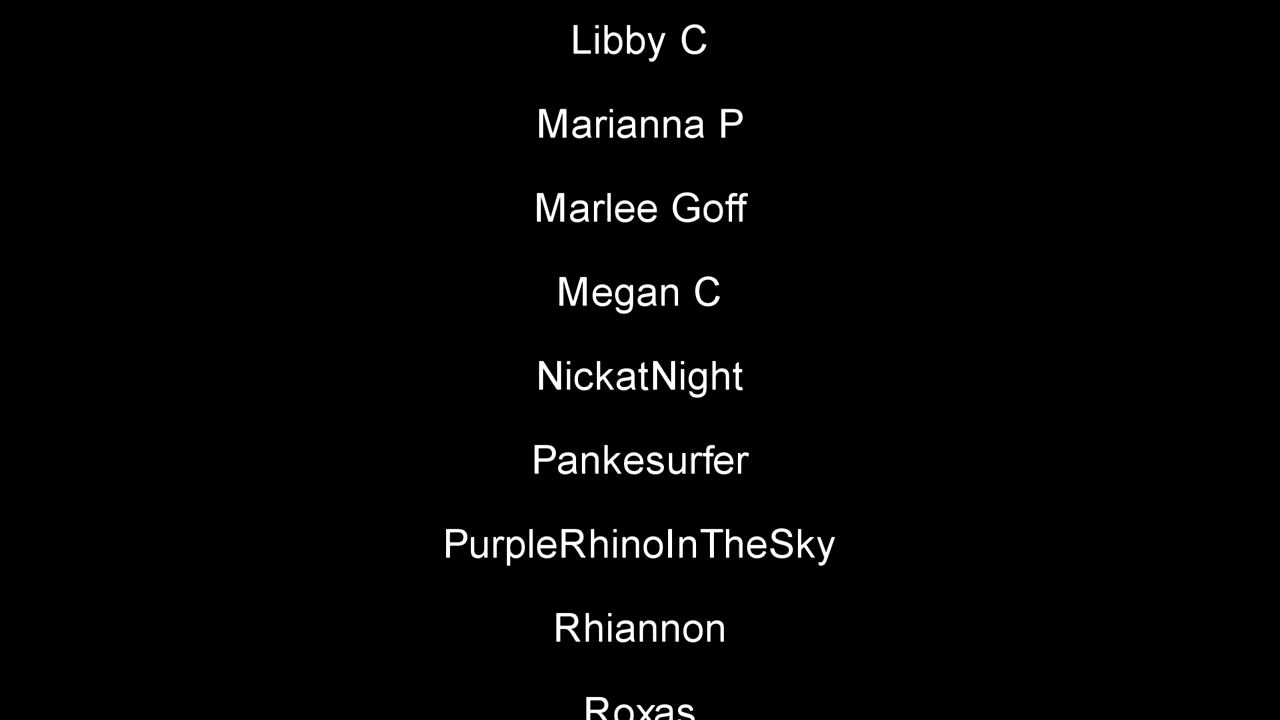 Libby C
Marianna P
Marlee Goff
Megan C
NickatNight
Pankesurfer
PurpleRhinoInTheSky
Rhiannon
Roxas